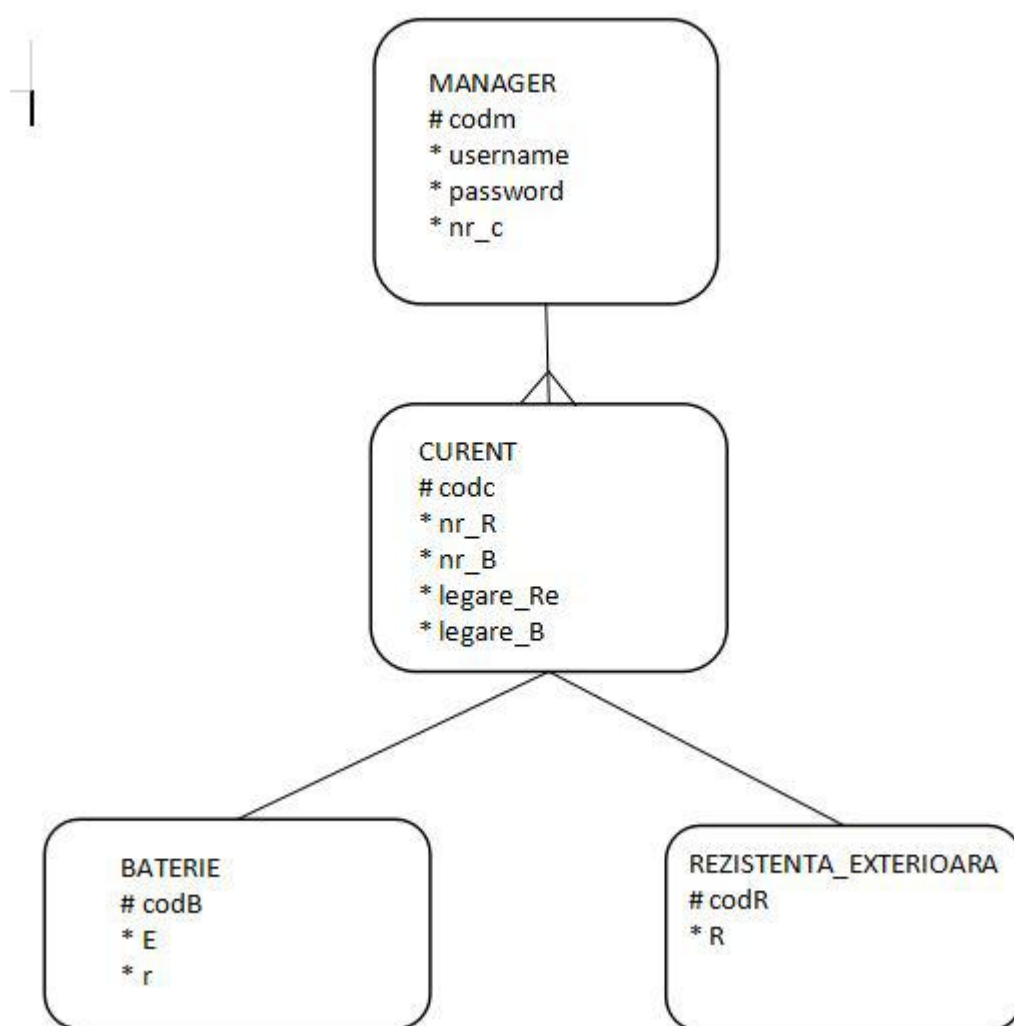 MANAGER
# codm
* username
* password
* nr_c
CURENT
# codc
* nr_R
* nr_B
* legare_Re
* legare_B
BATERIE
# codB
* E
* r
REZISTENTA_EXTERIOARA
# codR
* R